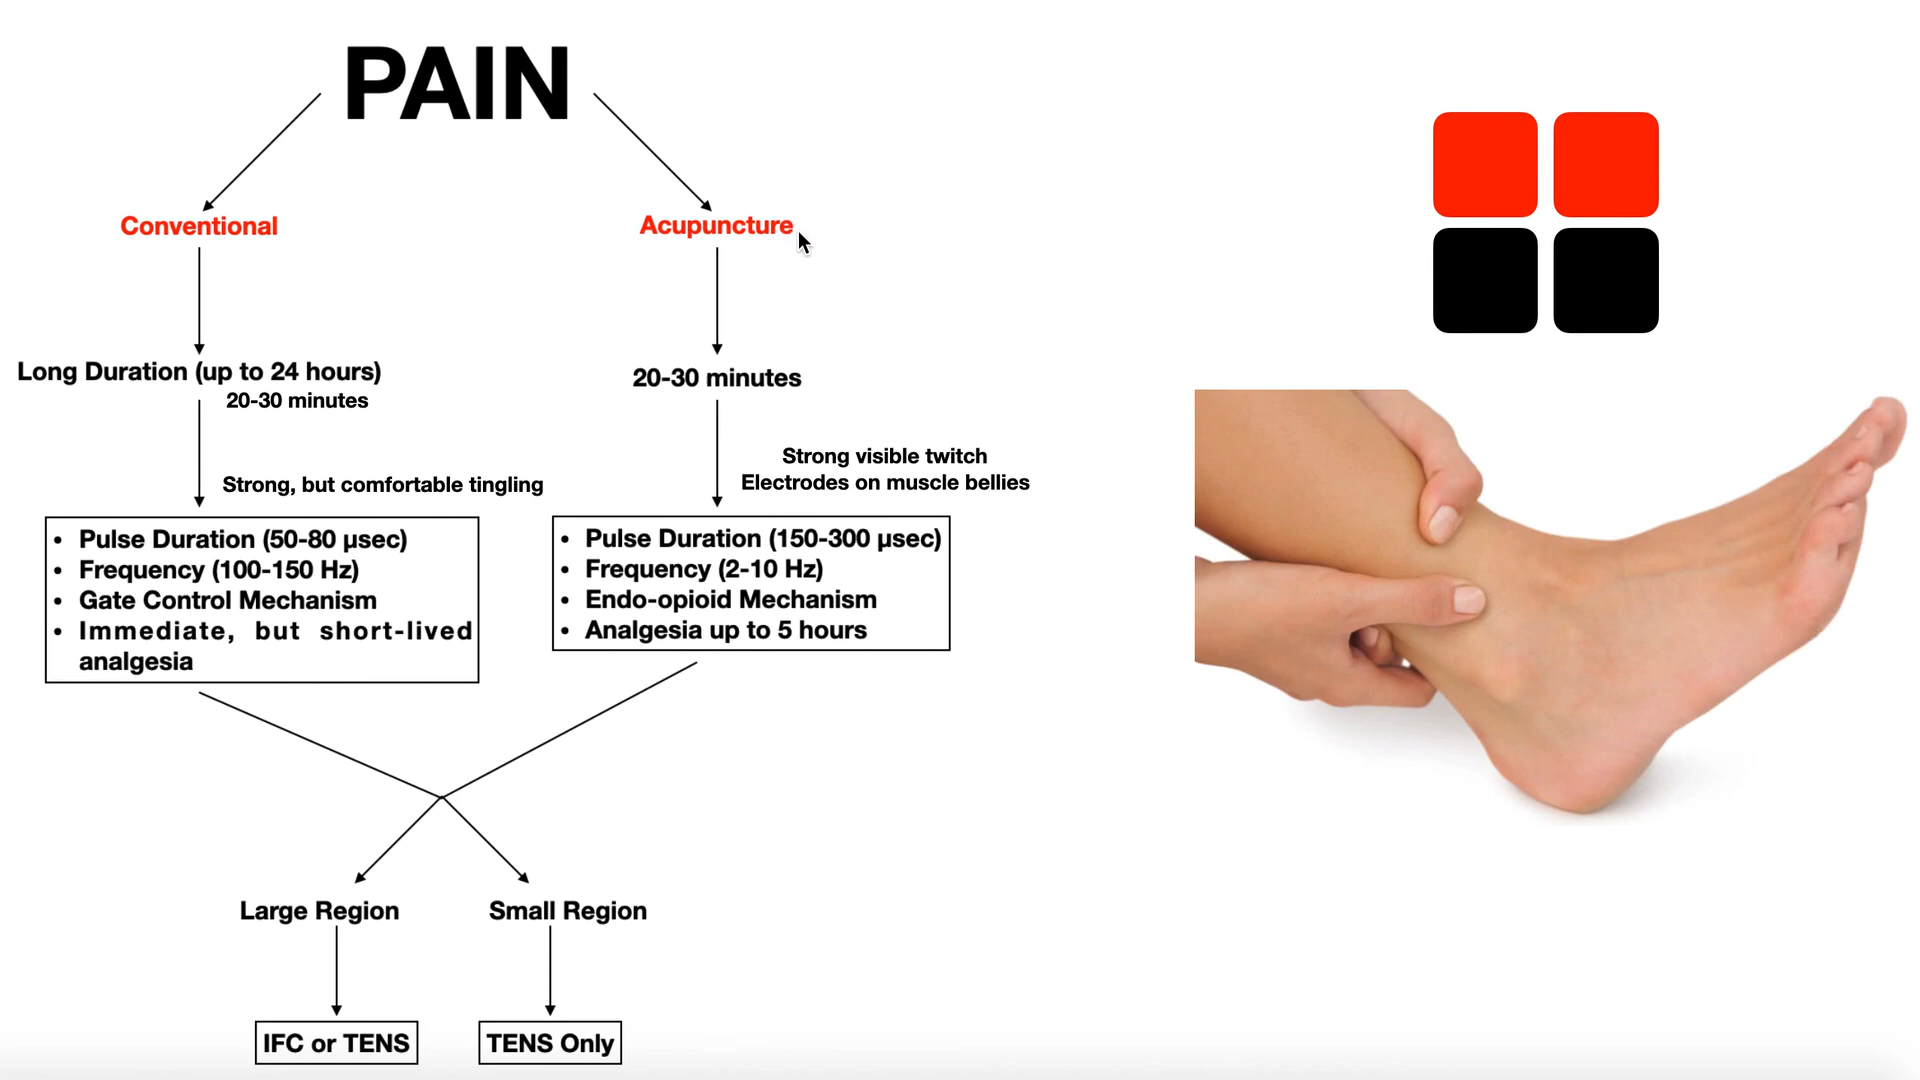 PAIN
Conventional
Long Duration (up to 24 hours)
20-30 minutes
Strong, but comfortable tingling
• Pulse Duration (50-80 µsec)
• Frequency (100-150 Hz)
• Gate Control Mechanism
• Immediate, but short-lived
analgesia
Acupuncture
20-30 minutes
Strong visible twitch
Electrodes on muscle bellies
• Pulse Duration (150-300 µsec)
• Frequency (2-10 Hz)
• Endo-opioid Mechanism
• Analgesia up to 5 hours
Large Region
IFC or TENS
Small Region
TENS Only